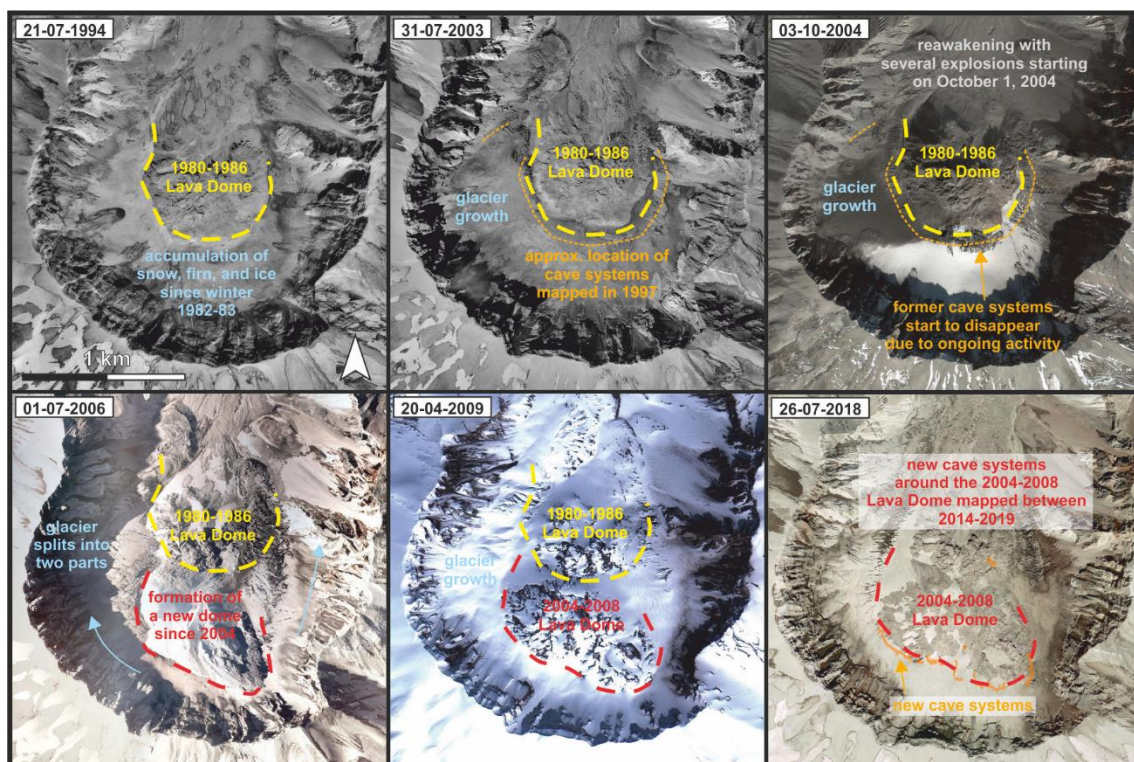 21-07-1994
1980-1986
Lava Dome
accumulation of
snow, firn, and ice
since winter
1982-83
1 km
31-07-2003
1980-1986
Lava Dome
glacier
growth
approx. location of
cave systems
mapped in 1997
03-10-2004
reawakening with
several explosions starting
on October 1, 2004
1980-1986
Lava Dome
glacier
growth
former cave systems
start to disappear
due to ongoing activity
01-07-2006
1980-1986
Lava Dome
glacier
splits into
two parts
formation of
a new dome
since 2004
20-04-2009
1980-1986
Lava Dome
glacier
growth
2004-2008
Lava Dome
26-07-2018
new cave systems
around the 2004-2008
Lava Dome mapped between
2014-2019
2004-2008
Lava Dome
new cave systems